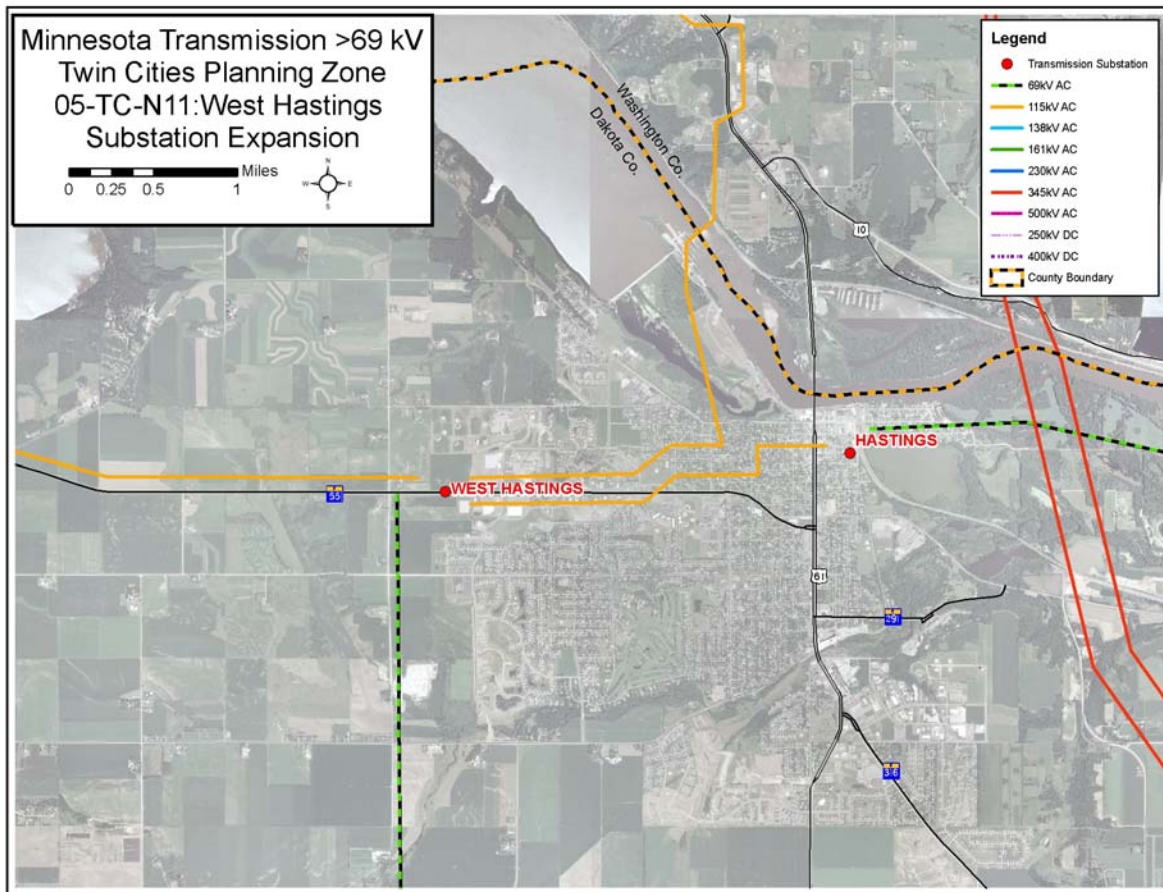 Minnesota Transmission >69 kV
Twin Cities Planning Zone
05-TC-N11:West Hastings
Substation Expansion
Miles
0 0.25 0.5 1
N
W E
S
Legend
Transmission Substation
69kV AC
115kV AC
138kV AC
161kV AC
230kV AC
345kV AC
500kV AC
250kV DC
400kV DC
County Boundary
Washington Co.
Dakota Co.
10
HASTINGS
WEST HASTINGS
55
61
291
316